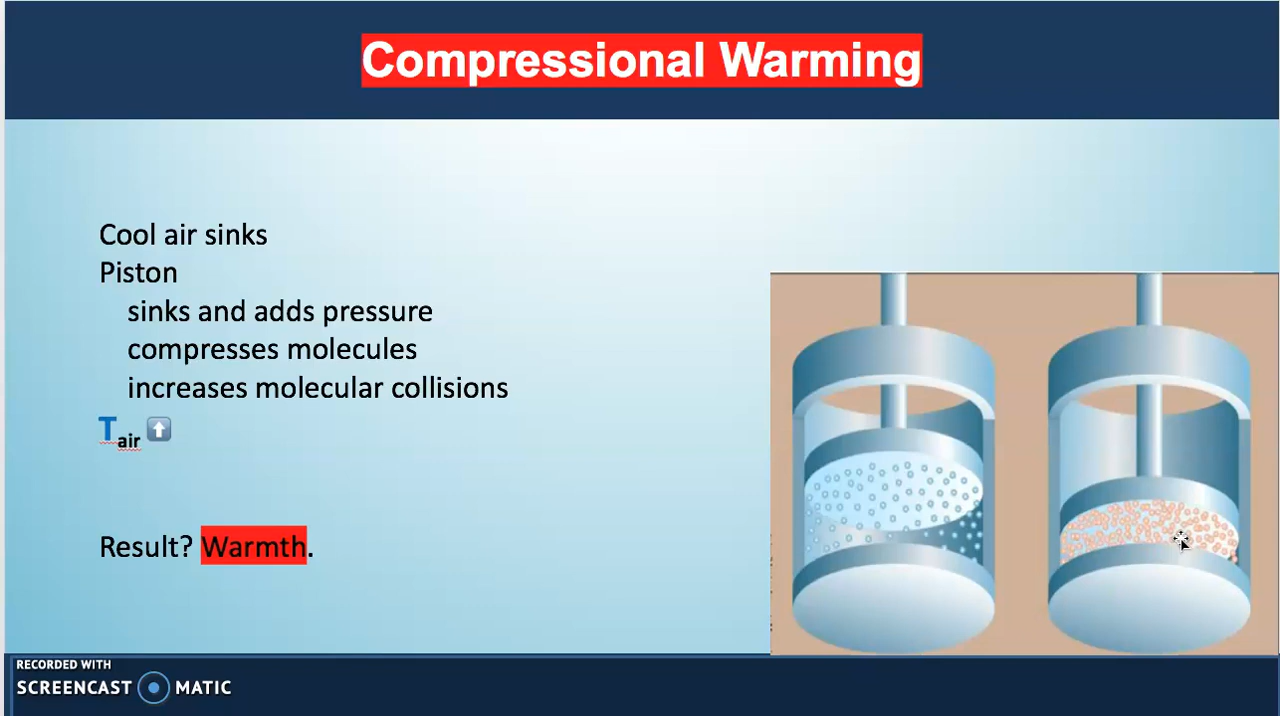 Compressional Warming
Cool air sinks
Piston
sinks and adds pressure
compresses molecules
increases molecular collisions
Tair ⬆
Result? Warmth.
RECORDED WITH
SCREENCAST MATIC